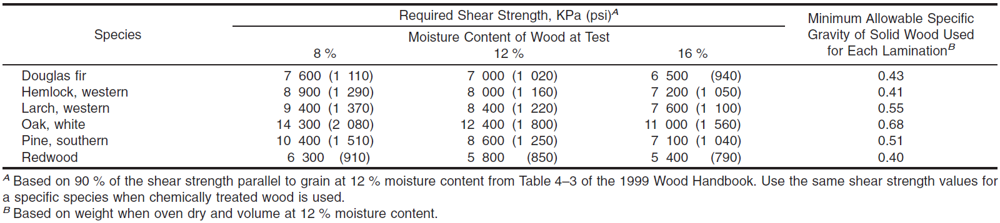 Required Shear Strength, KPa (psi)A
Minimum Allowable Specific
Species
Moisture Content of Wood at Test
Gravity of Solid Wood Used
8 % 12 % 16 %
for Each LaminationB
Douglas fir 7 600 (1 110) 7 000 (1 020) 6 500 (940) 0.43
Hemlock, western 8 900 (1 290) 8 000 (1 160) 7 200 (1 050) 0.41
Larch, western 9 400 (1 370) 8 400 (1 220) 7 600 (1 100) 0.55
Oak, white 14 300 (2 080) 12 400 (1 800) 11 000 (1 560) 0.68
Pine, southern 10 400 (1 510) 8 600 (1 250) 7 100 (1 040) 0.51
Redwood 6 300 (910) 5 800 (850) 5 400 (790) 0.40
A Based on 90 % of the shear strength parallel to grain at 12 % moisture content from Table 4–3 of the 1999 Wood Handbook. Use the same shear strength values for
a specific species when chemically treated wood is used.
B Based on weight when oven dry and volume at 12 % moisture content.